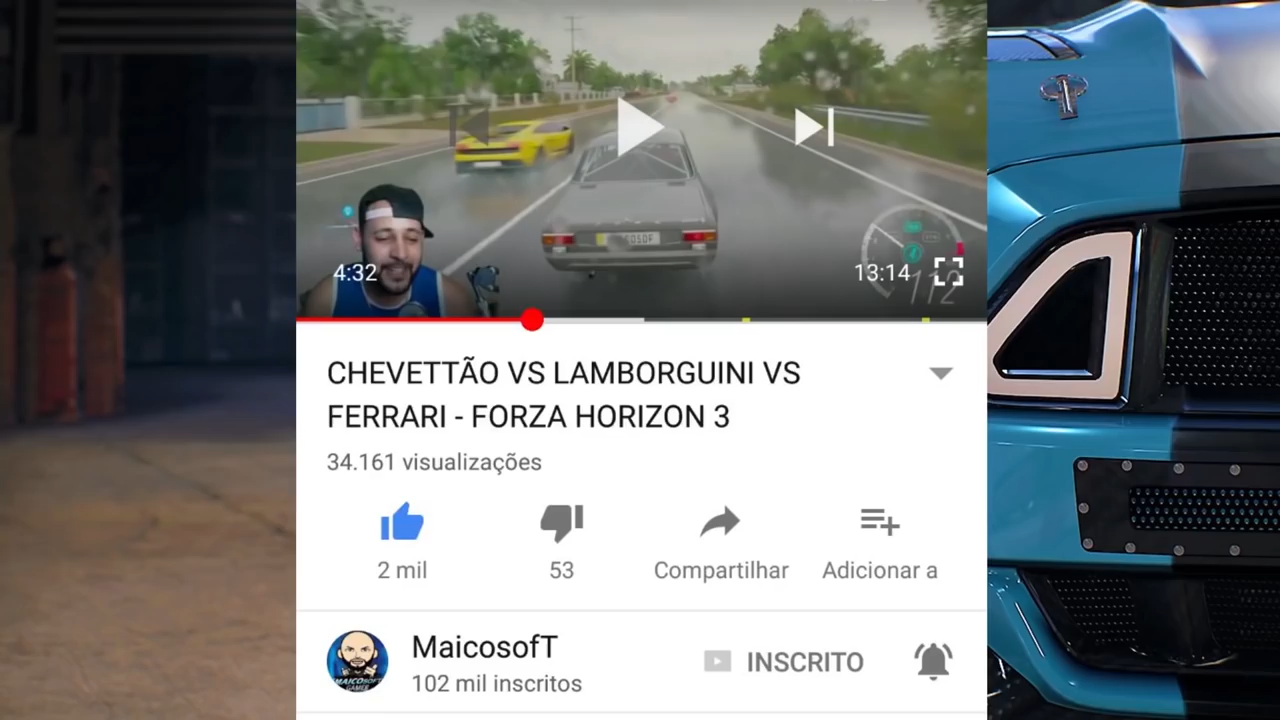 4:32
13:14
112
CHEVETTÃO VS LAMBORGUINI VS
FERRARI - FORZA HORIZON 3
34.161 visualizações
2 mil
53
Compartilhar
Adicionar a
MaicosofT
102 mil inscritos
INSCRITO